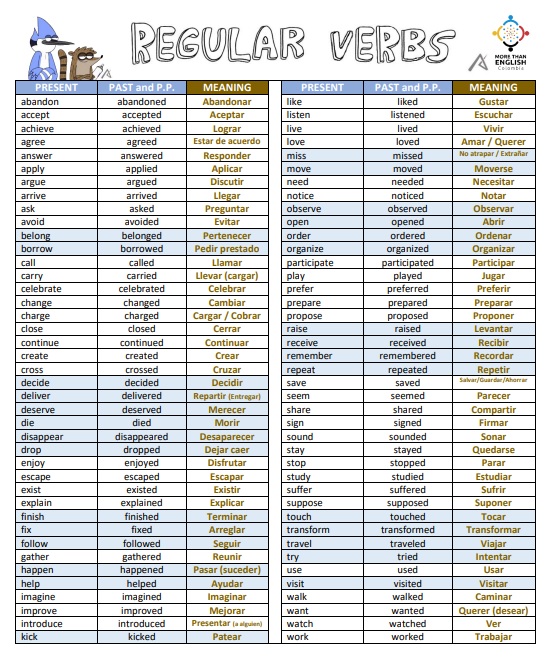 REGULAR VERBS
MORE THAN
ENGLISH
Colombia
PRESENT PAST and P.P. MEANING
abandon abandoned Abandonar
accept accepted Aceptar
achieve achieved Lograr
agree agreed Estar de acuerdo
answer answered Responder
apply applied Aplicar
argue argued Discutir
arrive arrived Llegar
ask asked Preguntar
avoid avoided Evitar
belong belonged Pertenecer
borrow borrowed Pedir prestado
call called Llamar
carry carried Llevar (cargar)
celebrate celebrated Celebrar
change changed Cambiar
charge charged Cargar / Cobrar
close closed Cerrar
continue continued Continuar
create created Crear
cross crossed Cruzar
decide decided Decidir
deliver delivered Repartir (Entregar)
deserve deserved Merecer
die died Morir
disappear disappeared Desaparecer
drop dropped Dejar caer
enjoy enjoyed Disfrutar
escape escaped Escapar
exist existed Existir
explain explained Explicar
finish finished Terminar
fix fixed Arreglar
follow followed Seguir
gather gathered Reunir
happen happened Pasar (suceder)
help helped Ayudar
imagine imagined Imaginar
improve improved Mejorar
introduce introduced Presentar (a alguien)
kick kicked Patear
PRESENT PAST and P.P. MEANING
like liked Gustar
listen listened Escuchar
live lived Vivir
love loved Amar / Querer
miss missed No atrapar / Extrañar
move moved Moverse
need needed Necesitar
notice noticed Notar
observe observed Observar
open opened Abrir
order ordered Ordenar
organize organized Organizar
participate participated Participar
play played Jugar
prefer preferred Preferir
prepare prepared Preparar
propose proposed Proponer
raise raised Levantar
receive received Recibir
remember remembered Recordar
repeat repeated Repetir
save saved Salvar/Guarder/Ahorrar
seem seemed Parecer
share shared Compartir
sign signed Firmar
sound sounded Sonar
stay stayed Quedarse
stop stopped Parar
study studied Estudiar
suffer suffered Sufrir
suppose supposed Suponer
touch touched Tocar
transform transformed Transformar
travel traveled Viajar
try tried Intentar
use used Usar
visit visited Visitar
walk walked Caminar
want wanted Querer (desear)
watch watched Ver
work worked Trabajar